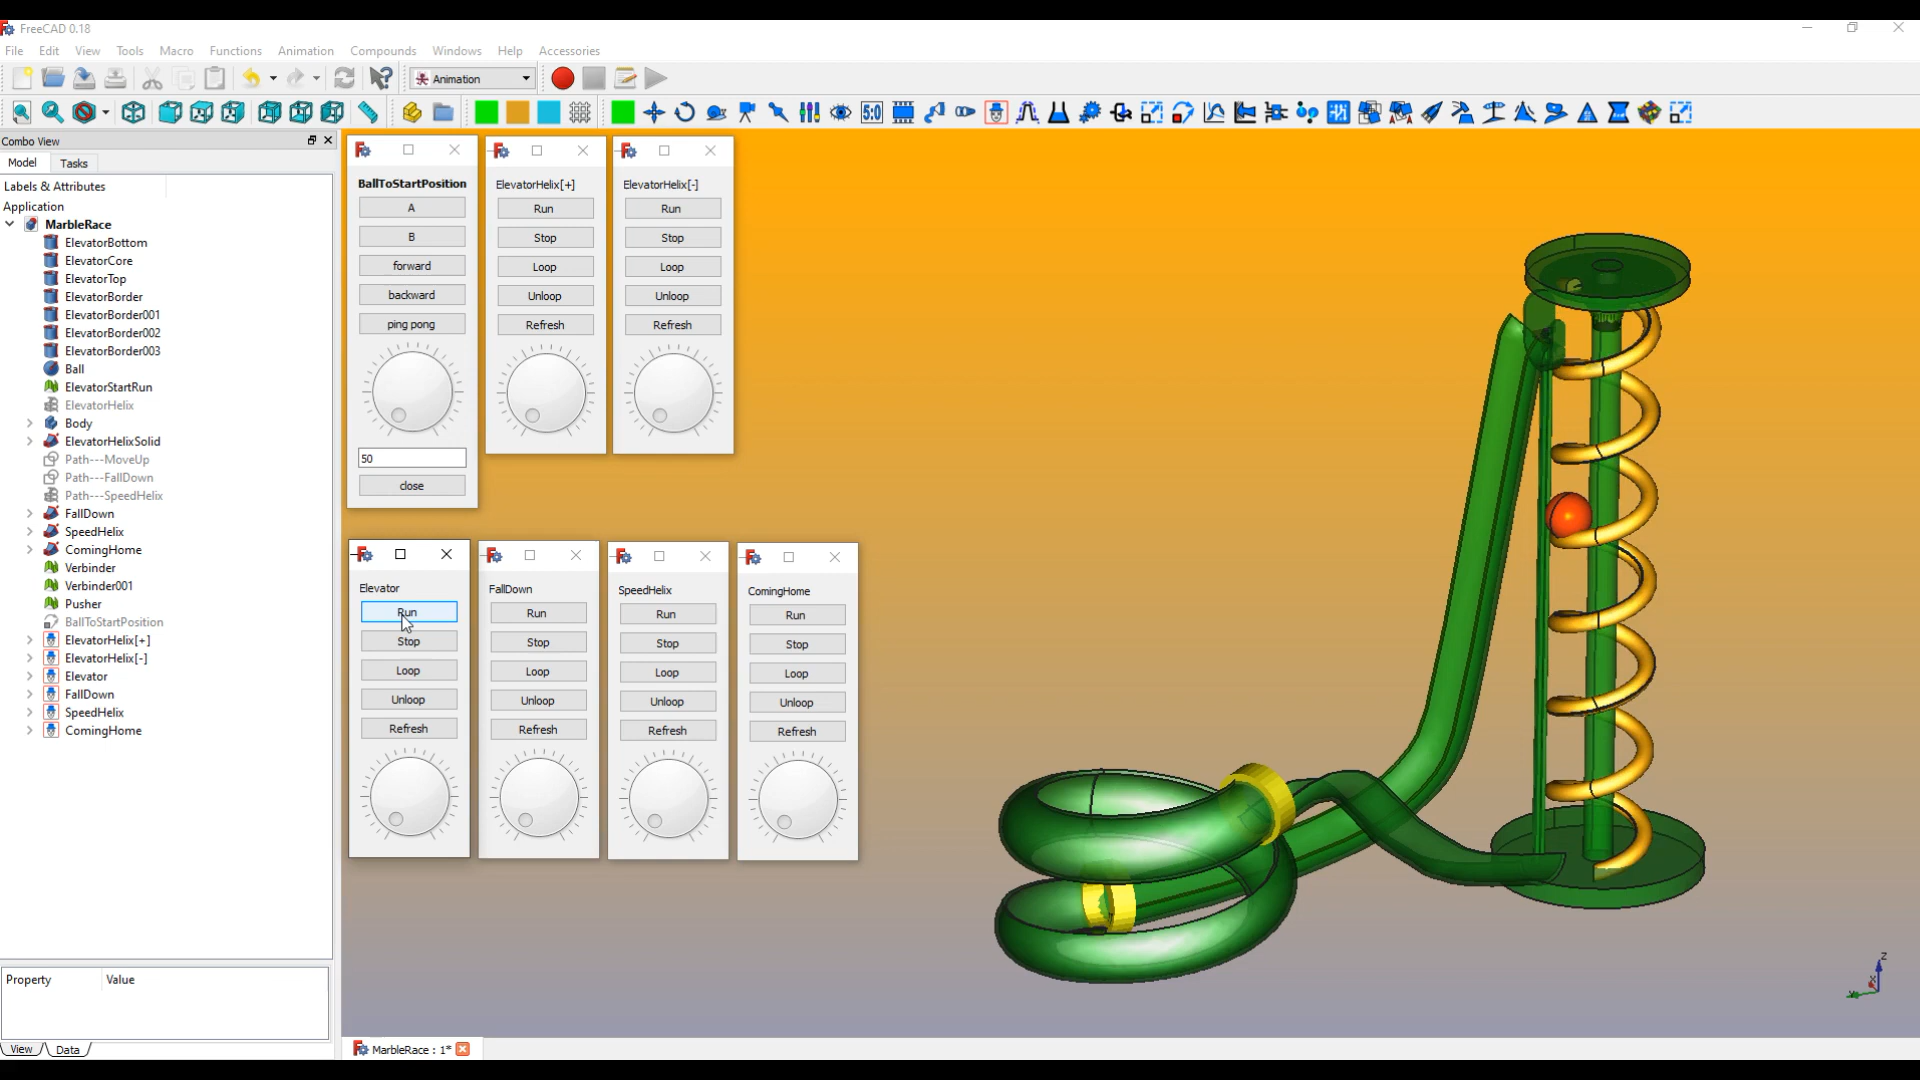 FreeCAD 0.18
File Edit View Tools Macro Functions Animation Compounds Windows Help Accessories
Animation
5:0
Combo View
Model Tasks
Labels & Attributes
Application
MarbleRace
ElevatorBottom
ElevatorCore
ElevatorTop
ElevatorBorder
ElevatorBorder001
ElevatorBorder002
ElevatorBorder003
Ball
ElevatorStartRun
ElevatorHelix
Body
ElevatorHelixSolid
Path---MoveUp
Path---FallDown
Path---SpeedHelix
FallDown
SpeedHelix
ComingHome
Verbinder
Verbinder001
Pusher
BallToStartPosition
ElevatorHelix[+]
ElevatorHelix[-]
Elevator
FallDown
SpeedHelix
ComingHome
Property Value
View Data
BallToStartPosition
A
B
forward
backward
ping pong
50
close
ElevatorHelix[+]
Run
Stop
Loop
Unloop
Refresh
ElevatorHelix[-]
Run
Stop
Loop
Unloop
Refresh
Elevator
Run
Stop
Loop
Unloop
Refresh
FallDown
Run
Stop
Loop
Unloop
Refresh
SpeedHelix
Run
Stop
Loop
Unloop
Refresh
ComingHome
Run
Stop
Loop
Unloop
Refresh
Z
X
Y
MarbleRace : 1*